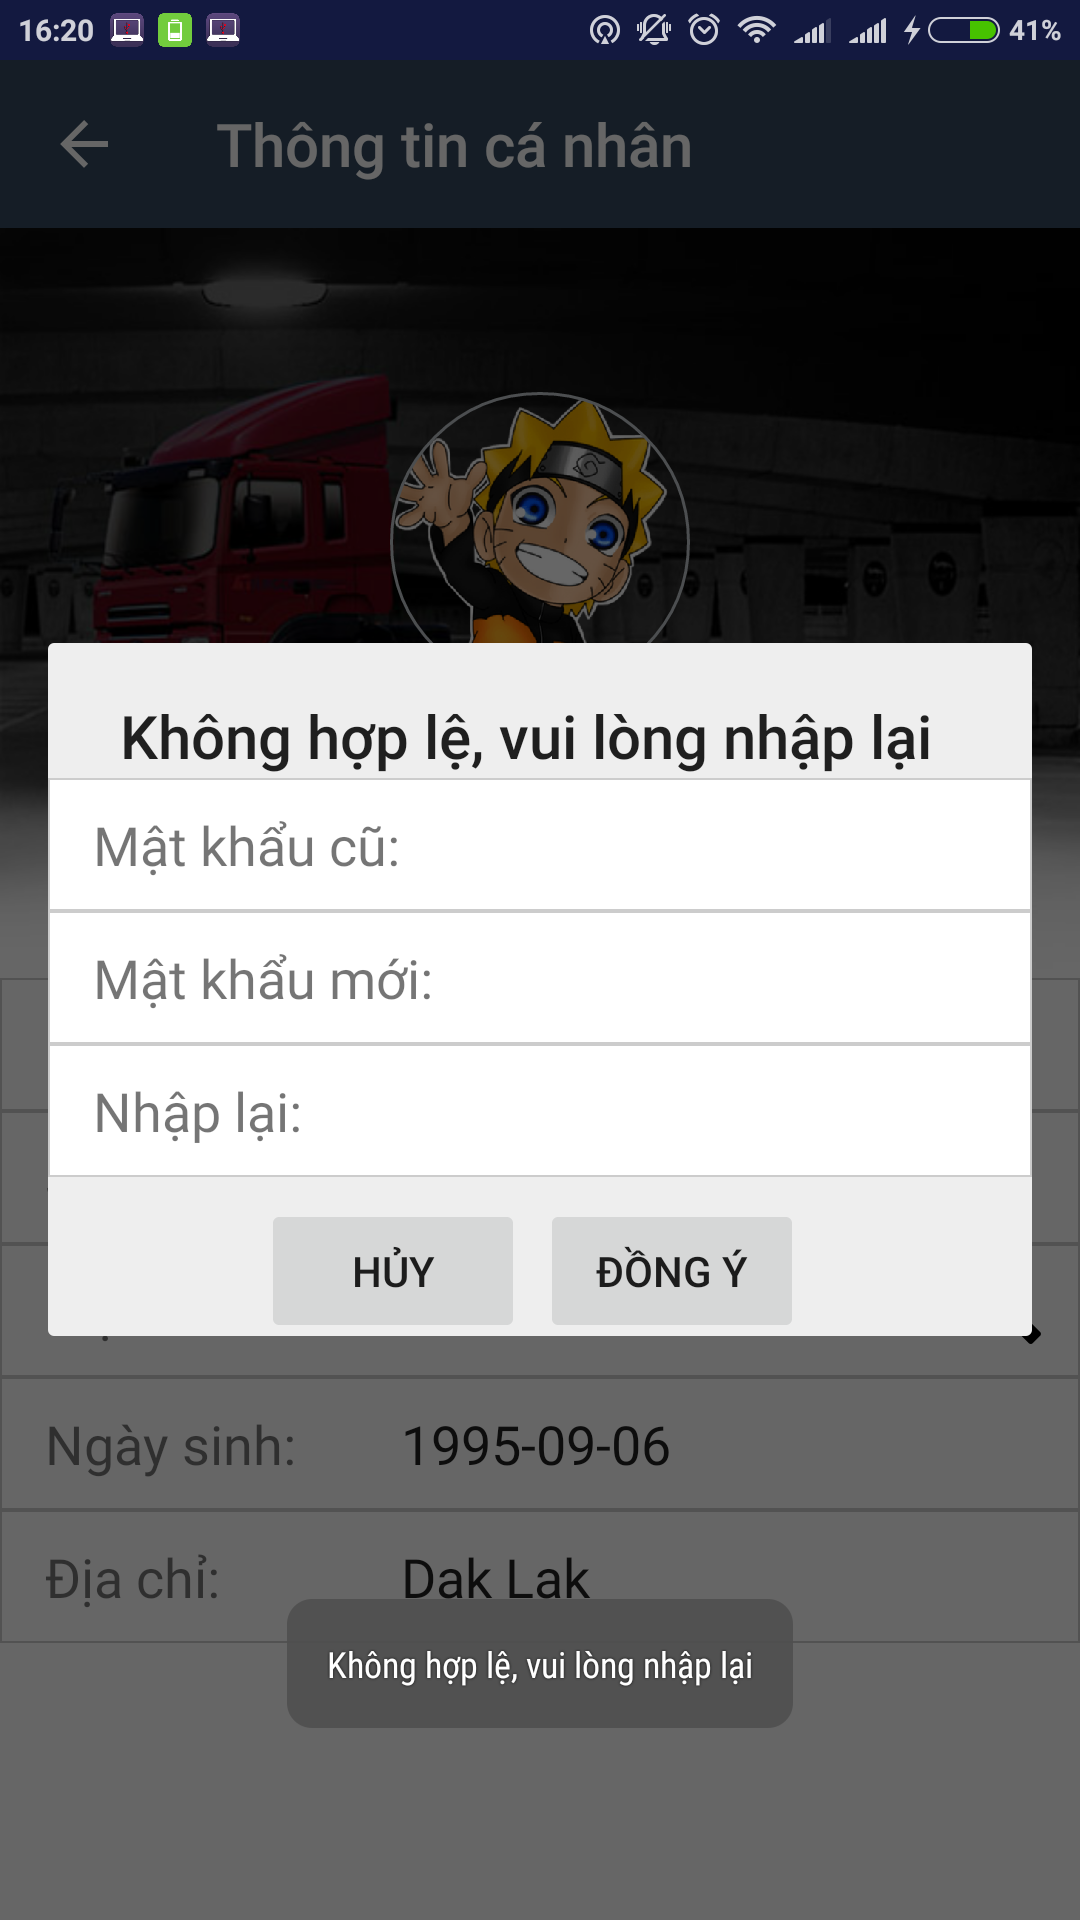 16:20
41%
Thông tin cá nhân
Không hợp lệ, vui lòng nhập lại
Mật khẩu cũ:
Mật khẩu mới:
Nhập lại:
HỦY
ĐỒNG Ý
Ngày sinh: 1995-09-06
Địa chỉ: Dak Lak
Không hợp lệ, vui lòng nhập lại